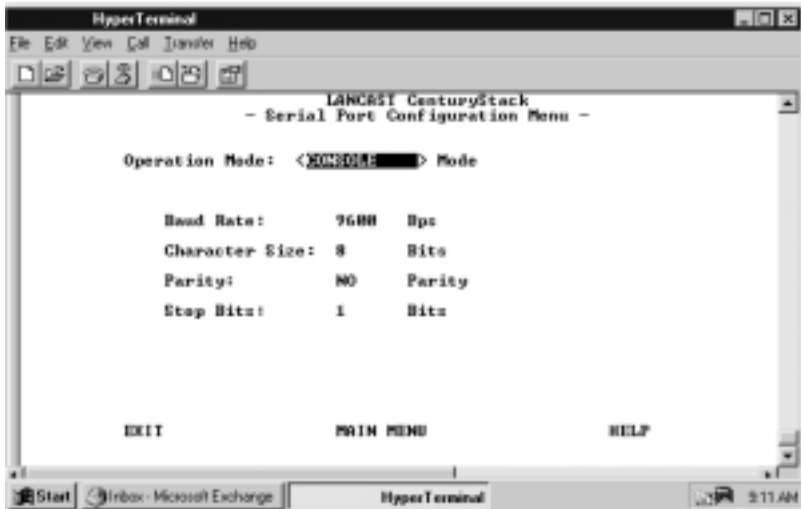 HyperTerminal
File Edit View Call Transfer Help
LANCAST CenturyStack
- Serial Port Configuration Menu -
Operation Mode: <CONSOLE > Mode
Baud Rate: 9600 Bps
Character Size: 8 Bits
Parity: NO Parity
Stop Bits: 1 Bits
EXIT MAIN MENU HELP
Start Inbox - Microsoft Exchange HyperTerminal 9:11 AM